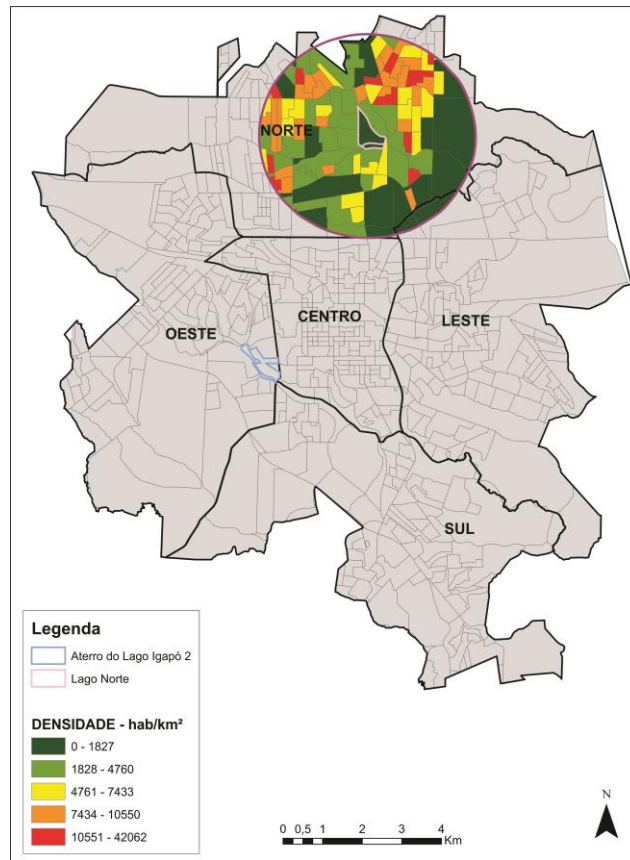 NORTE
CENTRO
OESTE
LESTE
SUL
Legenda
Aterro do Lago Igapó 2
Lago Norte
DENSIDADE - hab/km²
0 - 1827
1828 - 4760
4761 - 7433
7434 - 10550
10551 - 42062
N
0 0,5 1 2 3 4
Km